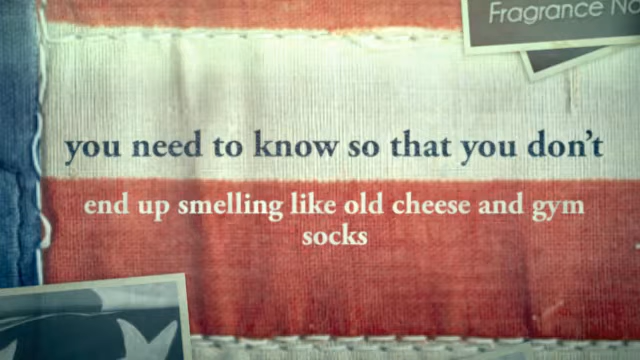 Fragrance
you need to know so that you don't
end up smelling like old cheese and gym
socks